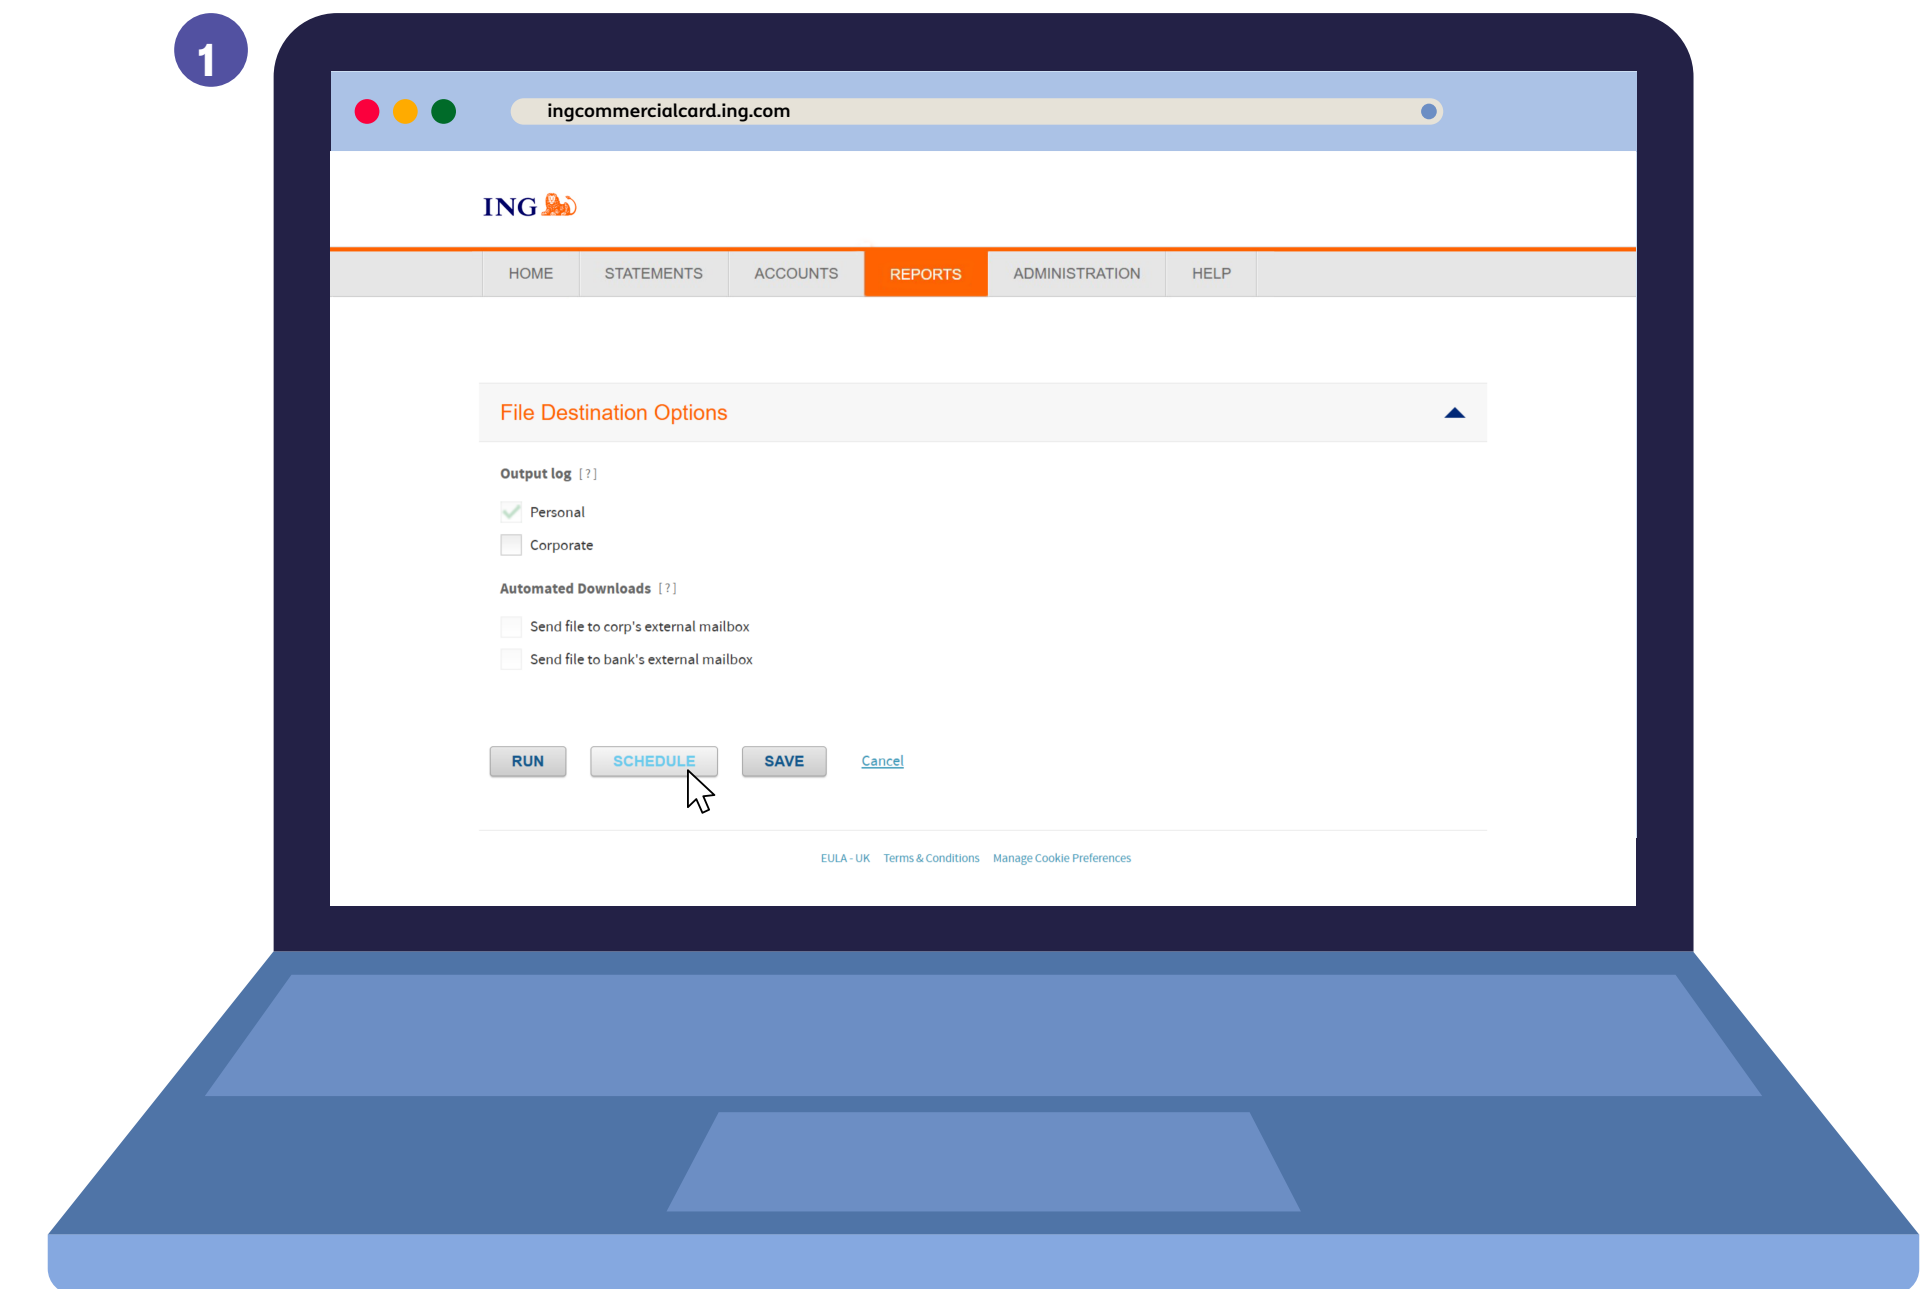 1
ingcommercialcard.ing.com
ING
HOME STATEMENTS ACCOUNTS REPORTS ADMINISTRATION HELP
File Destination Options
Output log [?]
Personal
Corporate
Automated Downloads [?]
Send file to corp's external mailbox
Send file to bank's external mailbox
RUN SCHEDULE SAVE Cancel
EULA - UK Terms & Conditions Manage Cookie Preferences